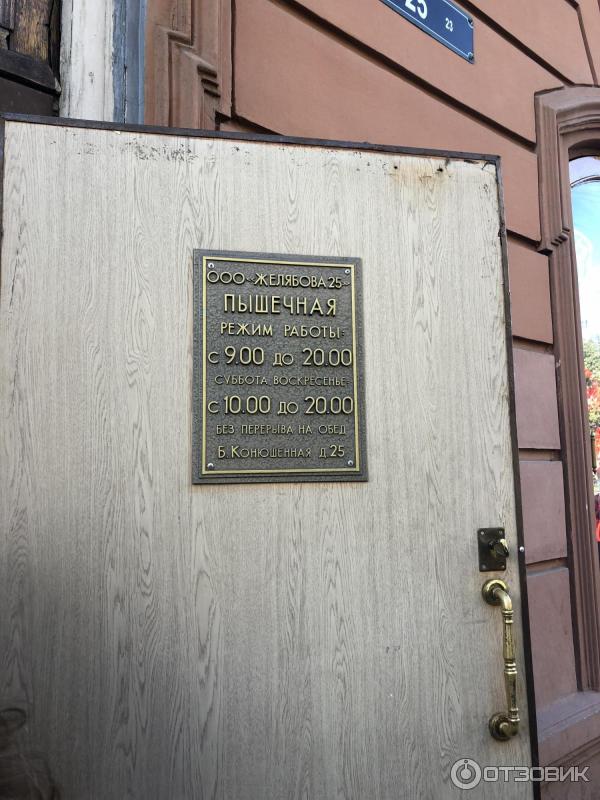 25 23
ООО «ЖЕЛЯБОВА 25»
ПЫШЕЧНАЯ
РЕЖИМ РАБОТЫ:
С 9.00 ДО 20.00
СУББОТА, ВОСКРЕСЕНЬЕ:
С 10.00 ДО 20.00
БЕЗ ПЕРЕРЫВА НА ОБЕД
Б. КОНЮШЕННАЯ Д. 25
ОТЗОВИК